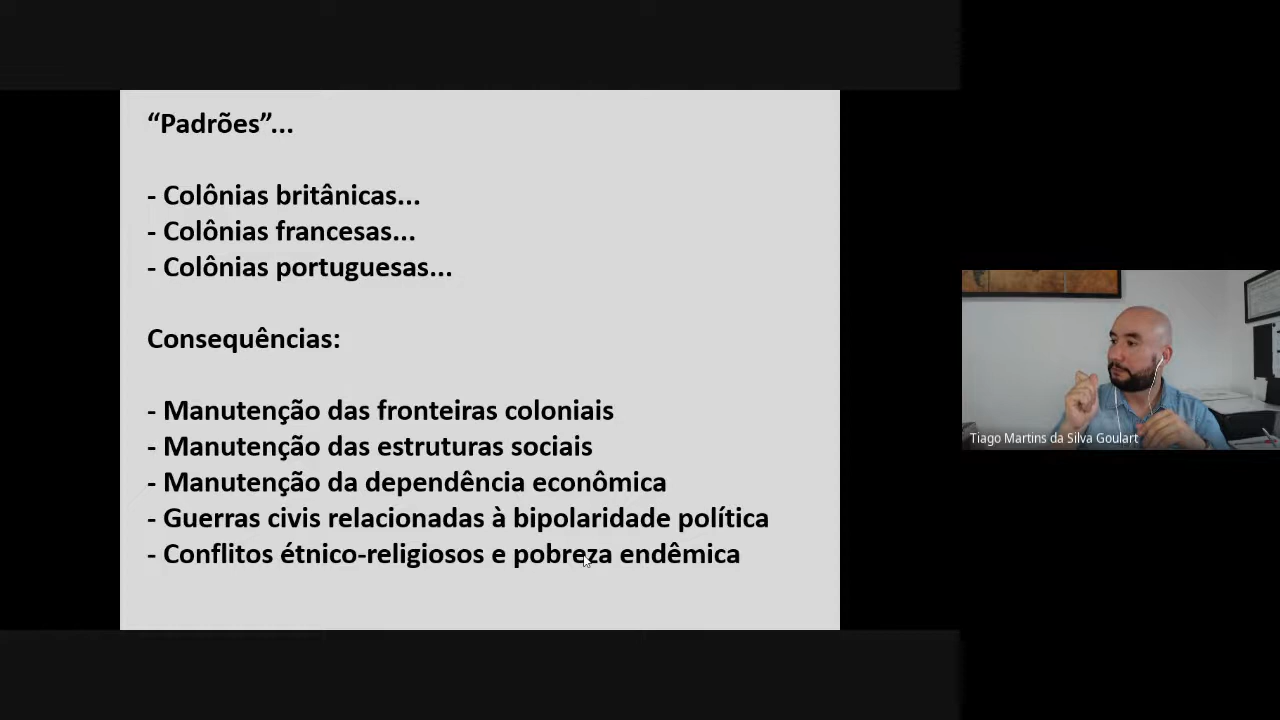 “Padrões”...
- Colônias britânicas...
- Colônias francesas...
- Colônias portuguesas...
Consequências:
- Manutenção das fronteiras coloniais
- Manutenção das estruturas sociais
- Manutenção da dependência econômica
- Guerras civis relacionadas à bipolaridade política
- Conflitos étnico-religiosos e pobreza endêmica
Tiago Martins da Silva Goulart